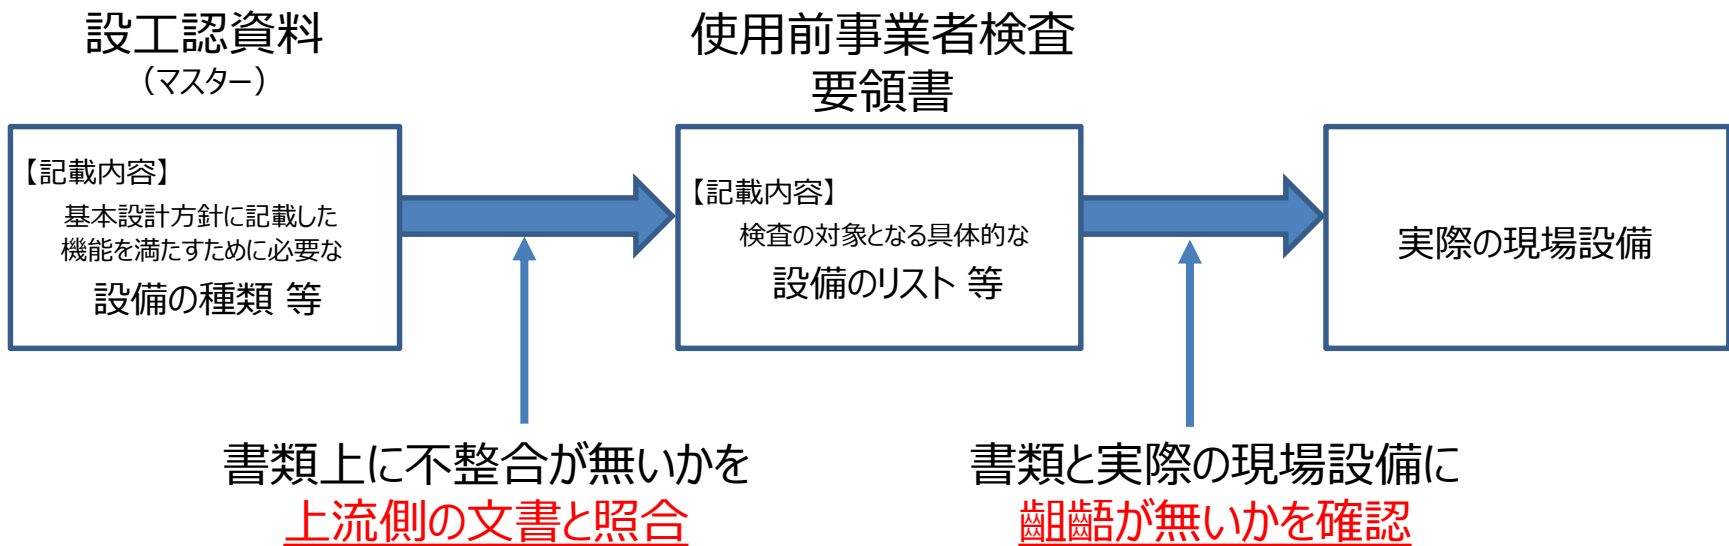 設工認資料
（マスター）
【記載内容】
基本設計方針に記載した
機能を満たすために必要な
設備の種類 等
使用前事業者検査
要領書
【記載内容】
検査の対象となる具体的な
設備のリスト 等
実際の現場設備
書類上に不整合が無いかを
上流側の文書と照合
書類と実際の現場設備に
齟齬が無いかを確認